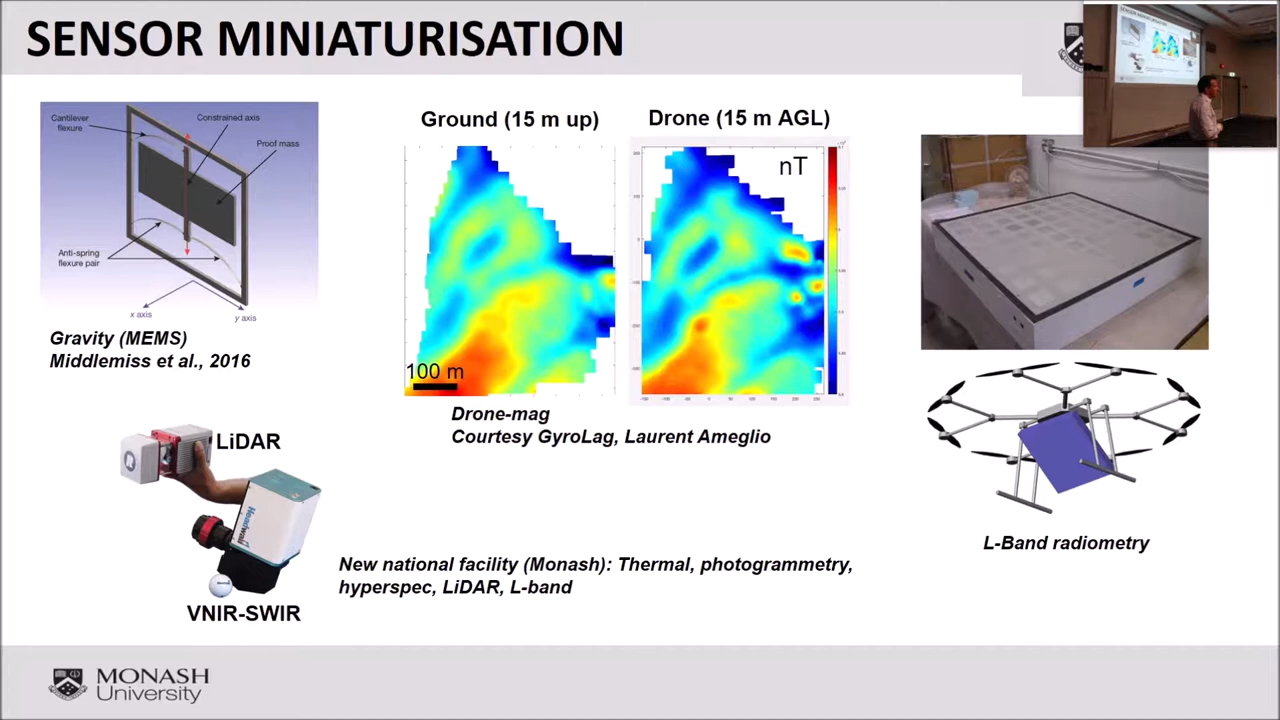 SENSOR MINIATURISATION
Cantilever
flexure
Constrained axis
Proof mass
Anti-spring
flexure pair
x axis
y axis
Gravity (MEMS)
Middlemiss et al., 2016
Ground (15 m up)
Drone (15 m AGL)
nT
100 m
Drone-mag
Courtesy GyroLag, Laurent Ameglio
LiDAR
Headwall
VNIR-SWIR
New national facility (Monash): Thermal, photogrammetry,
hyperspec, LiDAR, L-band
L-Band radiometry
MONASH
University